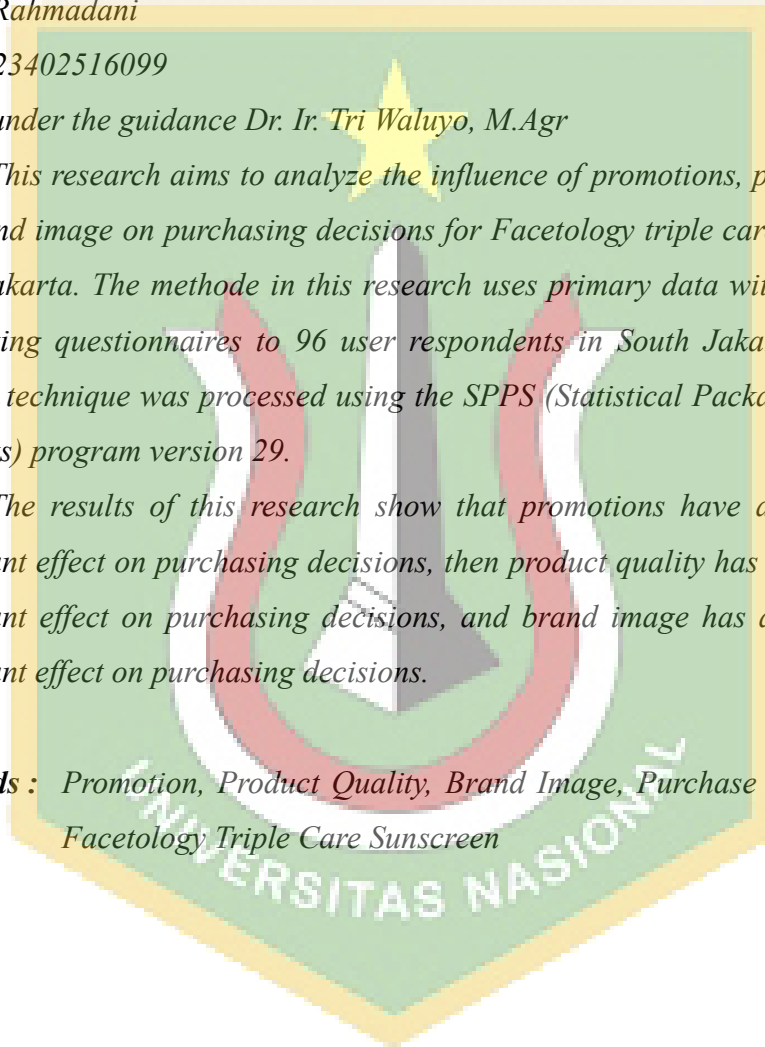 Rahmadani
23402516099
under the guidance Dr. Ir. Tri Waluyo, M.Agr
This research aims to analyze the influence of promotions, p
nd image on purchasing decisions for Facetology triple car
akarta. The methode in this research uses primary data wit
ing questionnaires to 96 user respondents in South Jaka
technique was processed using the SPPS (Statistical Packa
s) program version 29.
The results of this research show that promotions have a
ant effect on purchasing decisions, then product quality has
ant effect on purchasing decisions, and brand image has a
ant effect on purchasing decisions.
ds : Promotion, Product Quality, Brand Image, Purchase
Facetology Triple Care Sunscreen
UNIVERSITAS NASIONAL